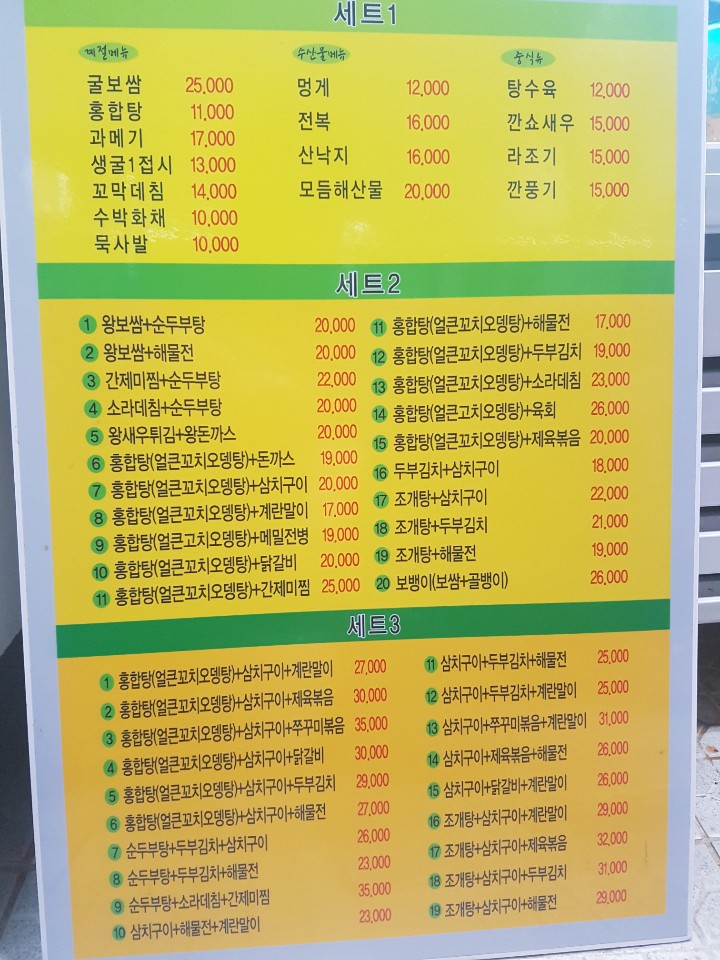 세트1
계절메뉴
굴보쌈 25,000
홍합탕 11,000
과메기 17,000
생굴1접시 13,000
꼬막데침 14,000
수박화채 10,000
묵사발 10,000
수산물메뉴
멍게 12,000
전복 16,000
산낙지 16,000
모듬해산물 20,000
중식뉴
탕수육 12,000
깐쇼새우 15,000
라조기 15,000
깐풍기 15,000
세트2
1 왕보쌈+순두부탕 20,000
2 왕보쌈+해물전 20,000
3 간제미찜+순두부탕 22,000
4 소라데침+순두부탕 20,000
5 왕새우튀김+왕돈까스 20,000
6 홍합탕(얼큰꼬치오뎅탕)+돈까스 19,000
7 홍합탕(얼큰꼬치오뎅탕)+삼치구이 20,000
8 홍합탕(얼큰꼬치오뎅탕)+계란말이 17,000
9 홍합탕(얼큰고치오뎅탕)+메밀전병 19,000
10 홍합탕(얼큰꼬치오뎅탕)+닭갈비 20,000
11 홍합탕(얼큰꼬치오뎅탕)+간제미찜 25,000
11 홍합탕(얼큰꼬치오뎅탕)+해물전 17,000
12 홍합탕(얼큰꼬치오뎅탕)+두부김치 19,000
13 홍합탕(얼큰꼬치오뎅탕)+소라데침 23,000
14 홍합탕(얼큰고치오뎅탕)+육회 26,000
15 홍합탕(얼큰꼬치오뎅탕)+제육볶음 20,000
16 두부김치+삼치구이 18,000
17 조개탕+삼치구이 22,000
18 조개탕+두부김치 21,000
19 조개탕+해물전 19,000
20 보뱅이(보쌈+골뱅이) 26,000
세트3
1 홍합탕(얼큰꼬치오뎅탕)+삼치구이+계란말이 27,000
2 홍합탕(얼큰꼬치오뎅탕)+삼치구이+제육볶음 30,000
3 홍합탕(얼큰꼬치오뎅탕)+삼치구이+쭈꾸미볶음 35,000
4 홍합탕(얼큰꼬치오뎅탕)+삼치구이+닭갈비 30,000
5 홍합탕(얼큰꼬치오뎅탕)+삼치구이+두부김치 29,000
6 홍합탕(얼큰꼬치오뎅탕)+삼치구이+해물전 27,000
7 순두부탕+두부김치+삼치구이 26,000
8 순두부탕+두부김치+해물전 23,000
9 순두부탕+소라데침+간제미찜 35,000
10 삼치구이+해물전+계란말이 23,000
11 삼치구이+두부김치+해물전 25,000
12 삼치구이+두부김치+계란말이 25,000
13 삼치구이+쭈꾸미볶음+계란말이 31,000
14 삼치구이+제육볶음+해물전 26,000
15 삼치구이+닭갈비+계란말이 26,000
16 조개탕+삼치구이+계란말이 29,000
17 조개탕+삼치구이+제육볶음 32,000
18 조개탕+삼치구이+두부김치 31,000
19 조개탕+삼치구이+해물전 29,000